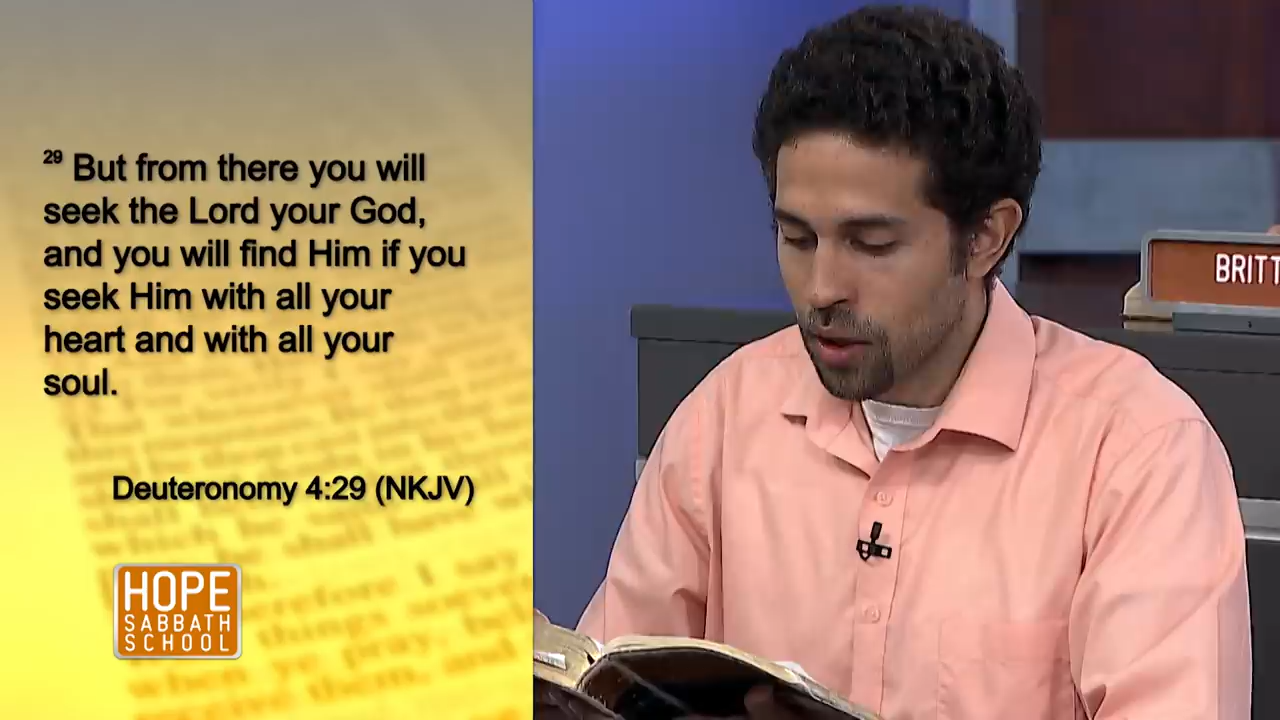 29 But from there you will
seek the Lord your God,
and you will find Him if you
seek Him with all your
heart and with all your
soul.
Deuteronomy 4:29 (NKJV)
HOPE
SABBATH
SCHOOL
BRITT